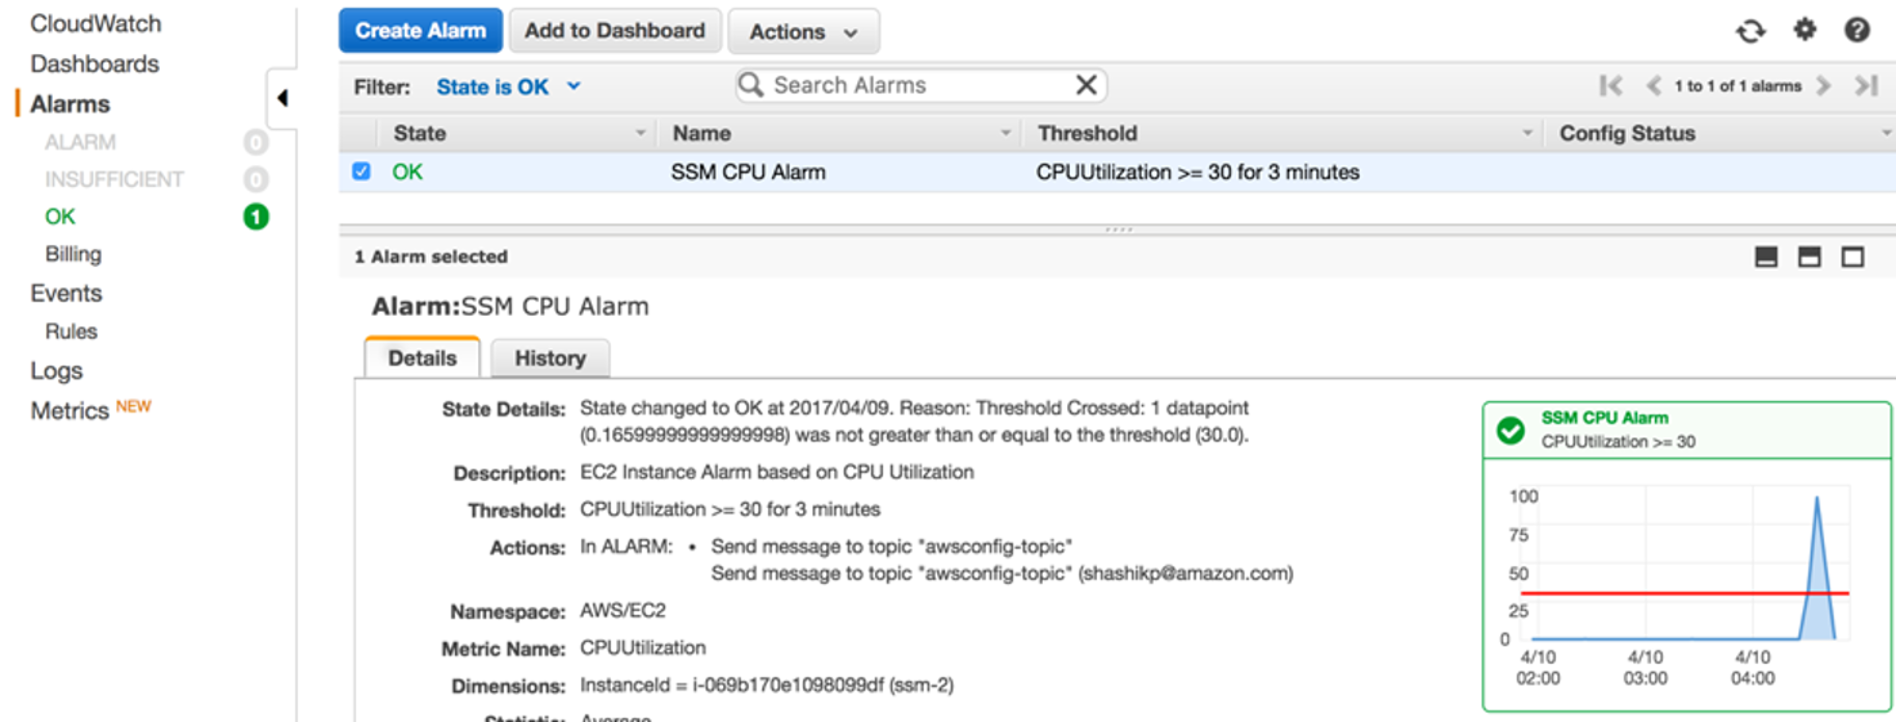 CloudWatch
Dashboards
Alarms
ALARM 0
INSUFFICIENT 0
OK 1
Billing
Events
Rules
Logs
Metrics NEW
Create Alarm Add to Dashboard Actions
Filter: State is OK Search Alarms 1 to 1 of 1 alarms
State Name Threshold Config Status
OK SSM CPU Alarm CPUUtilization >= 30 for 3 minutes
1 Alarm selected
Alarm:SSM CPU Alarm
Details History
State Details: State changed to OK at 2017/04/09. Reason: Threshold Crossed: 1 datapoint
(0.16599999999999998) was not greater than or equal to the threshold (30.0).
Description: EC2 Instance Alarm based on CPU Utilization
Threshold: CPUUtilization >= 30 for 3 minutes
Actions: In ALARM: • Send message to topic "awsconfig-topic"
Send message to topic "awsconfig-topic" (shashikp@amazon.com)
Namespace: AWS/EC2
Metric Name: CPUUtilization
Dimensions: InstanceId = i-069b170e1098099df (ssm-2)
Statistic: Average
SSM CPU Alarm
CPUUtilization >= 30
100
75
50
25
0
4/10 4/10 4/10
02:00 03:00 04:00